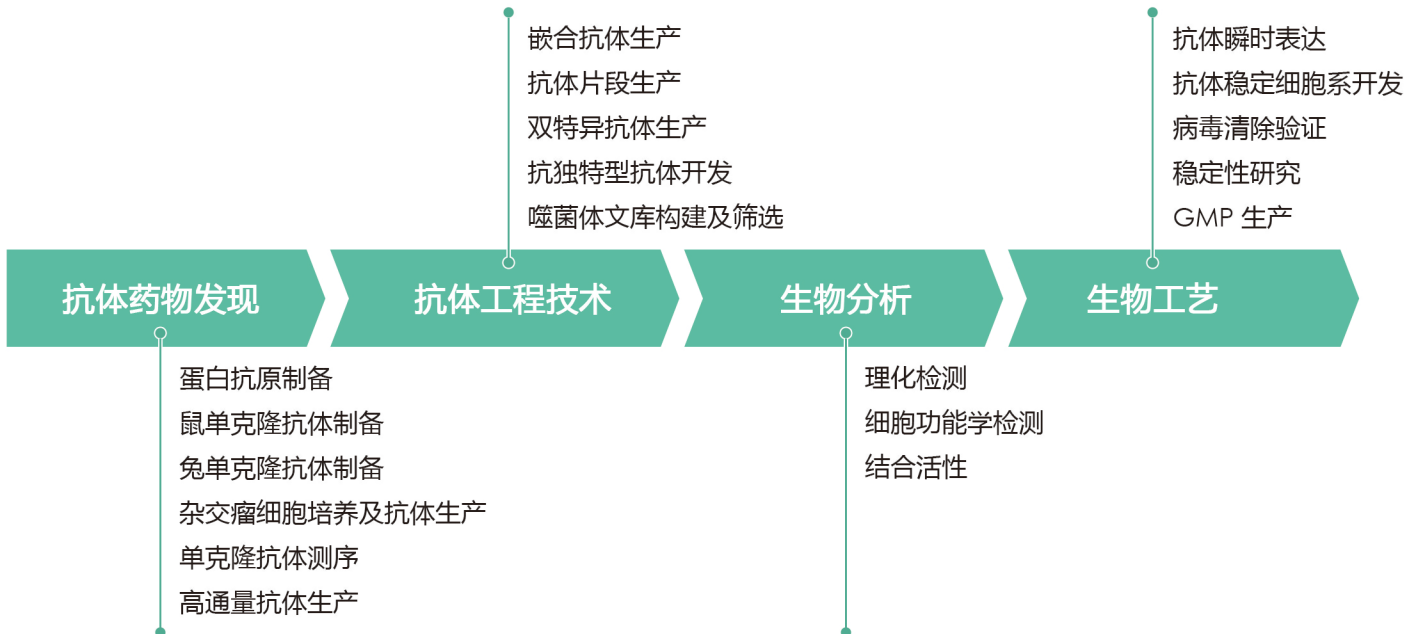 嵌合抗体生产
抗体片段生产
双特异抗体生产
抗独特型抗体开发
噬菌体文库构建及筛选
抗体瞬时表达
抗体稳定细胞系开发
病毒清除验证
稳定性研究
GMP 生产
抗体药物发现
抗体工程技术
生物分析
生物工艺
蛋白抗原制备
鼠单克隆抗体制备
兔单克隆抗体制备
杂交瘤细胞培养及抗体生产
单克隆抗体测序
高通量抗体生产
理化检测
细胞功能学检测
结合活性